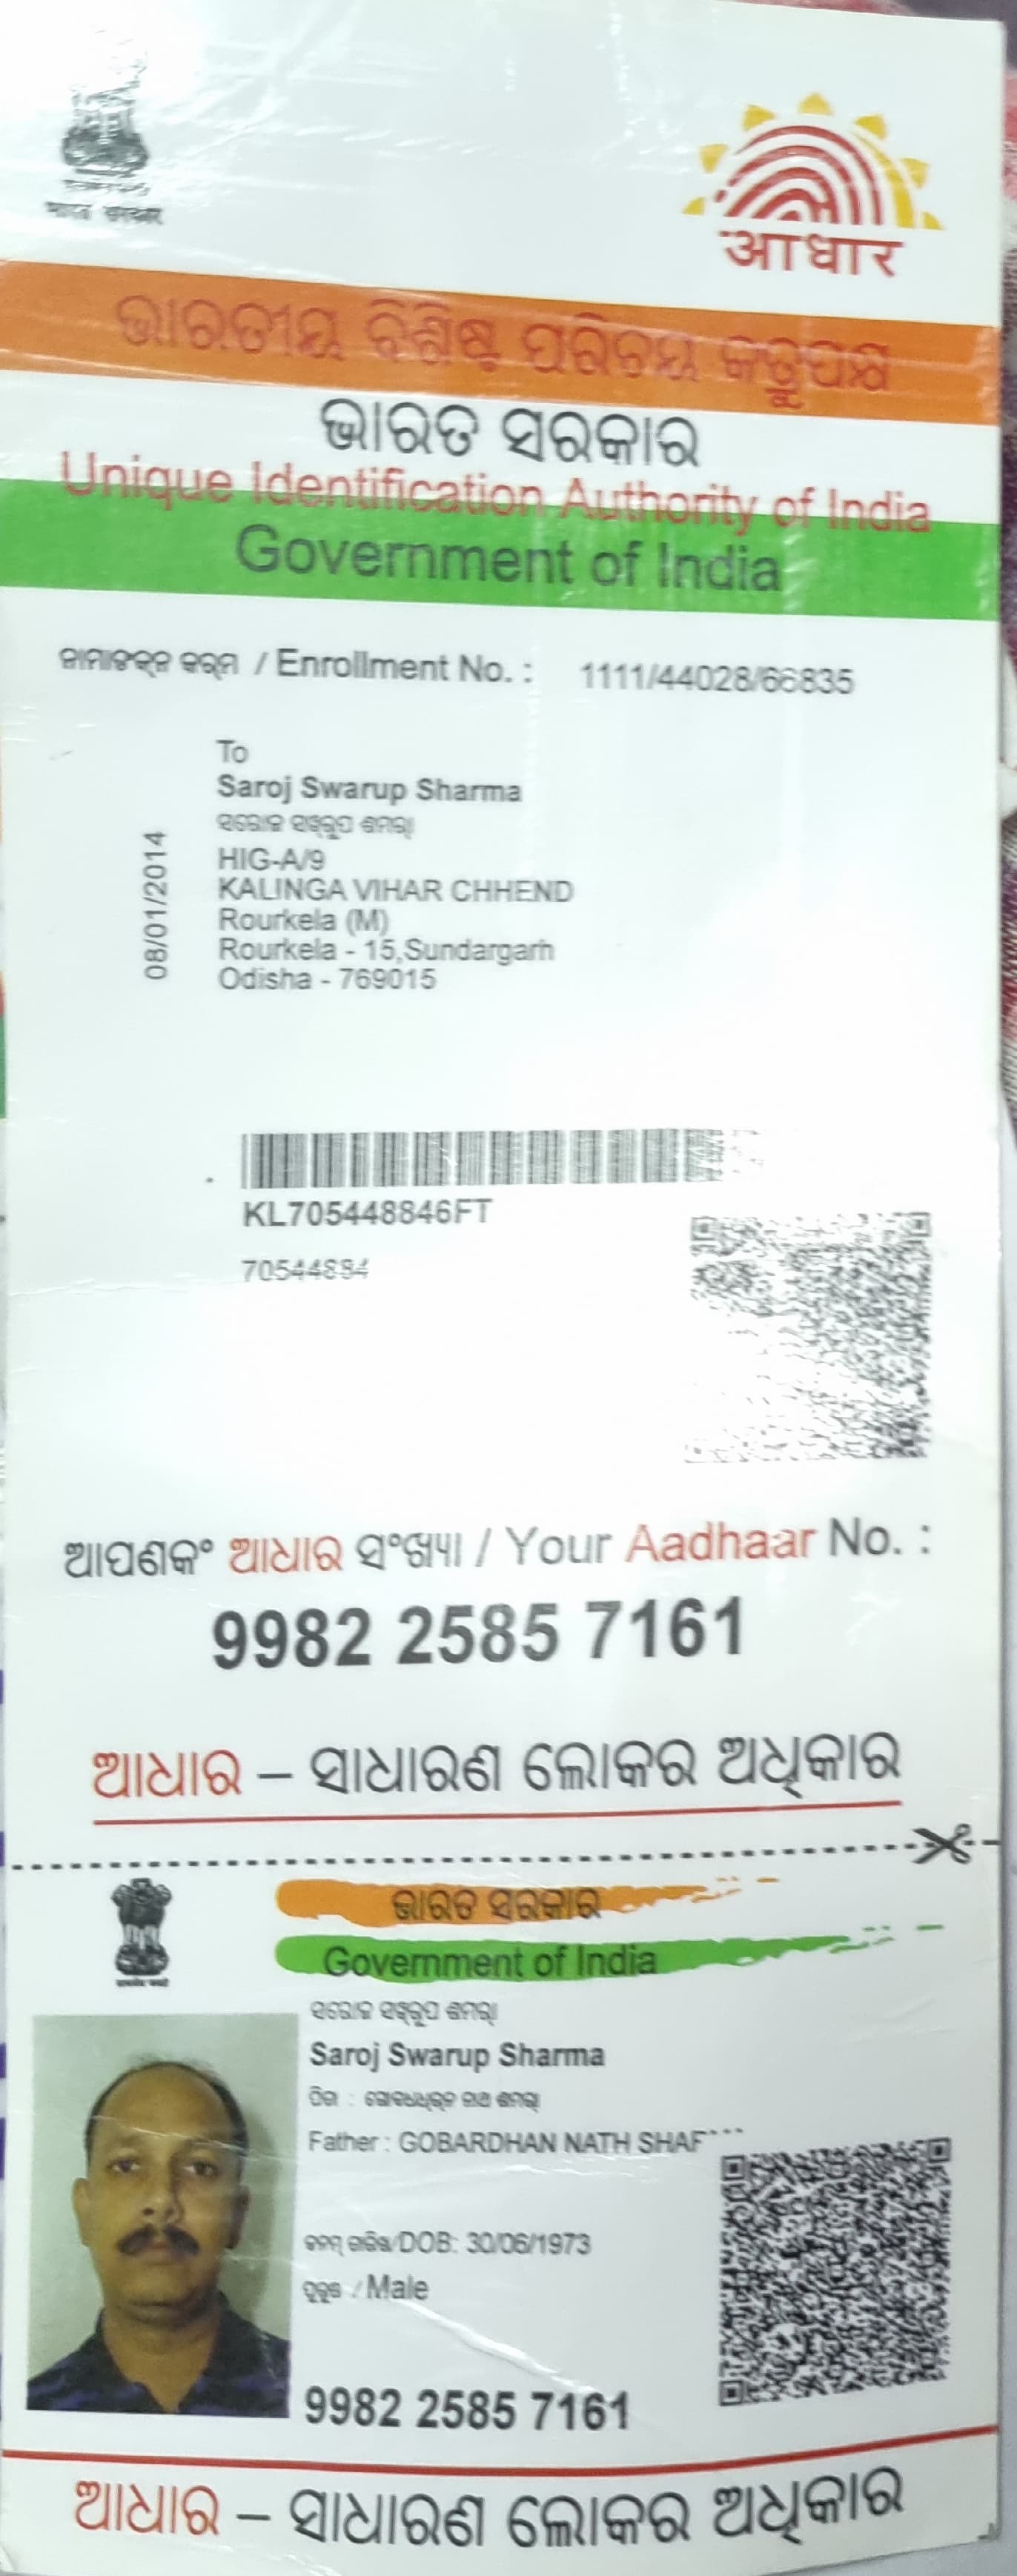 भारत सरकार
आधार
ଭାରତୀୟ ବିଶିଷ୍ଟ ପରିଚୟ
ଭାରତ ସରକାର
Unique Identification Authority of India
Government of India
/ Enrollment No. : 1111/44028/66835
To
Saroj Swarup Sharma
HIG-A/9
KALINGA VIHAR CHHEND
Rourkela (M)
Rourkela - 15,Sundargarh
Odisha - 769015
08/01/2014
KL705448846FT
70544884
ଆପଣଙ୍କ ଆଧାର ସଂଖ୍ୟା / Your Aadhaar No. :
9982 2585 7161
ଆଧାର – ସାଧାରଣ ଲୋକର ଅଧିକାର
ଭାରତ ସରକାର
Government of India
Saroj Swarup Sharma
Father : GOBARDHAN NATH
DOB: 30/06/1973
/ Male
9982 2585 7161
ଆଧାର – ସାଧାରଣ ଲୋକର ଅଧିକାର